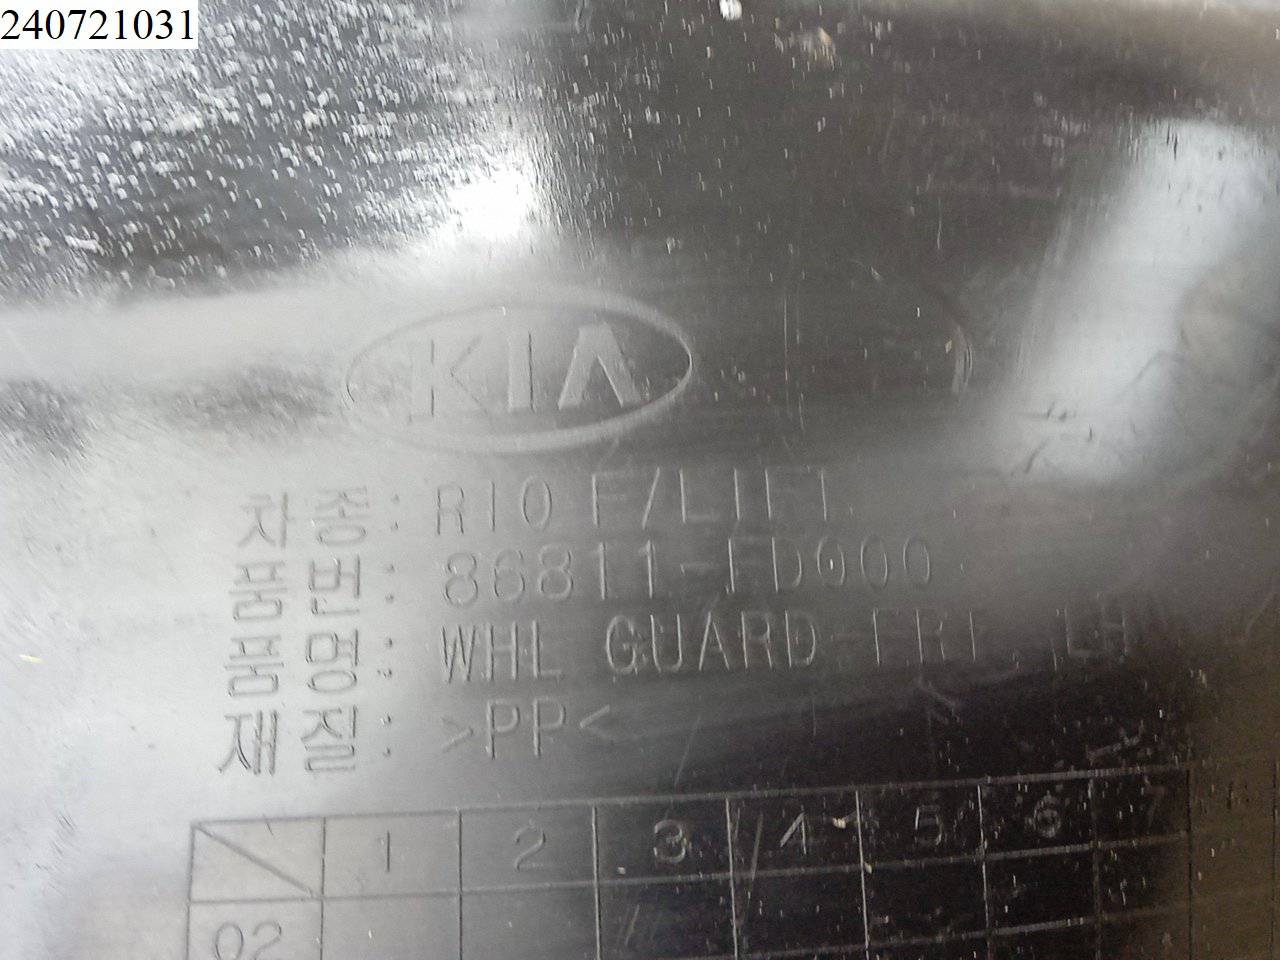 240721031
KIA
차종: RIO F/LIFT
품번: 86811-FD000
품명: WHL GUARD-FRT, LH
재질: >PP<
1 2 3 4 5 6 7
02